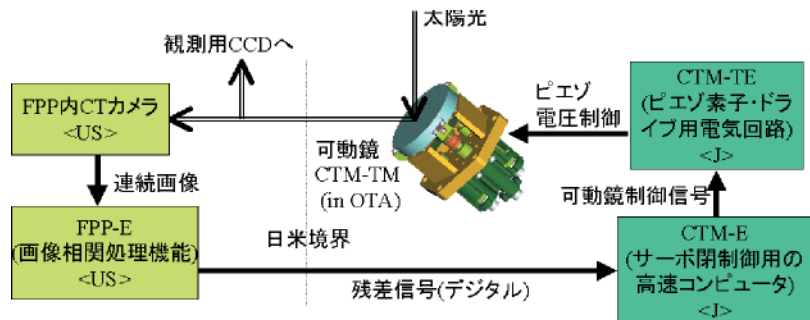 太陽光
観測用CCDへ
FPP内CTカメラ
<US>
連続画像
FPP-E
(画像相関処理機能)
<US>
日米境界
可動鏡
CTM-TM
(in OTA)
ピエゾ
電圧制御
CTM-TE
(ピエゾ素子・ドラ
イブ用電気回路)
<J>
可動鏡制御信号
CTM-E
(サーボ閉制御用の
高速コンピュータ)
<J>
残差信号(デジタル)